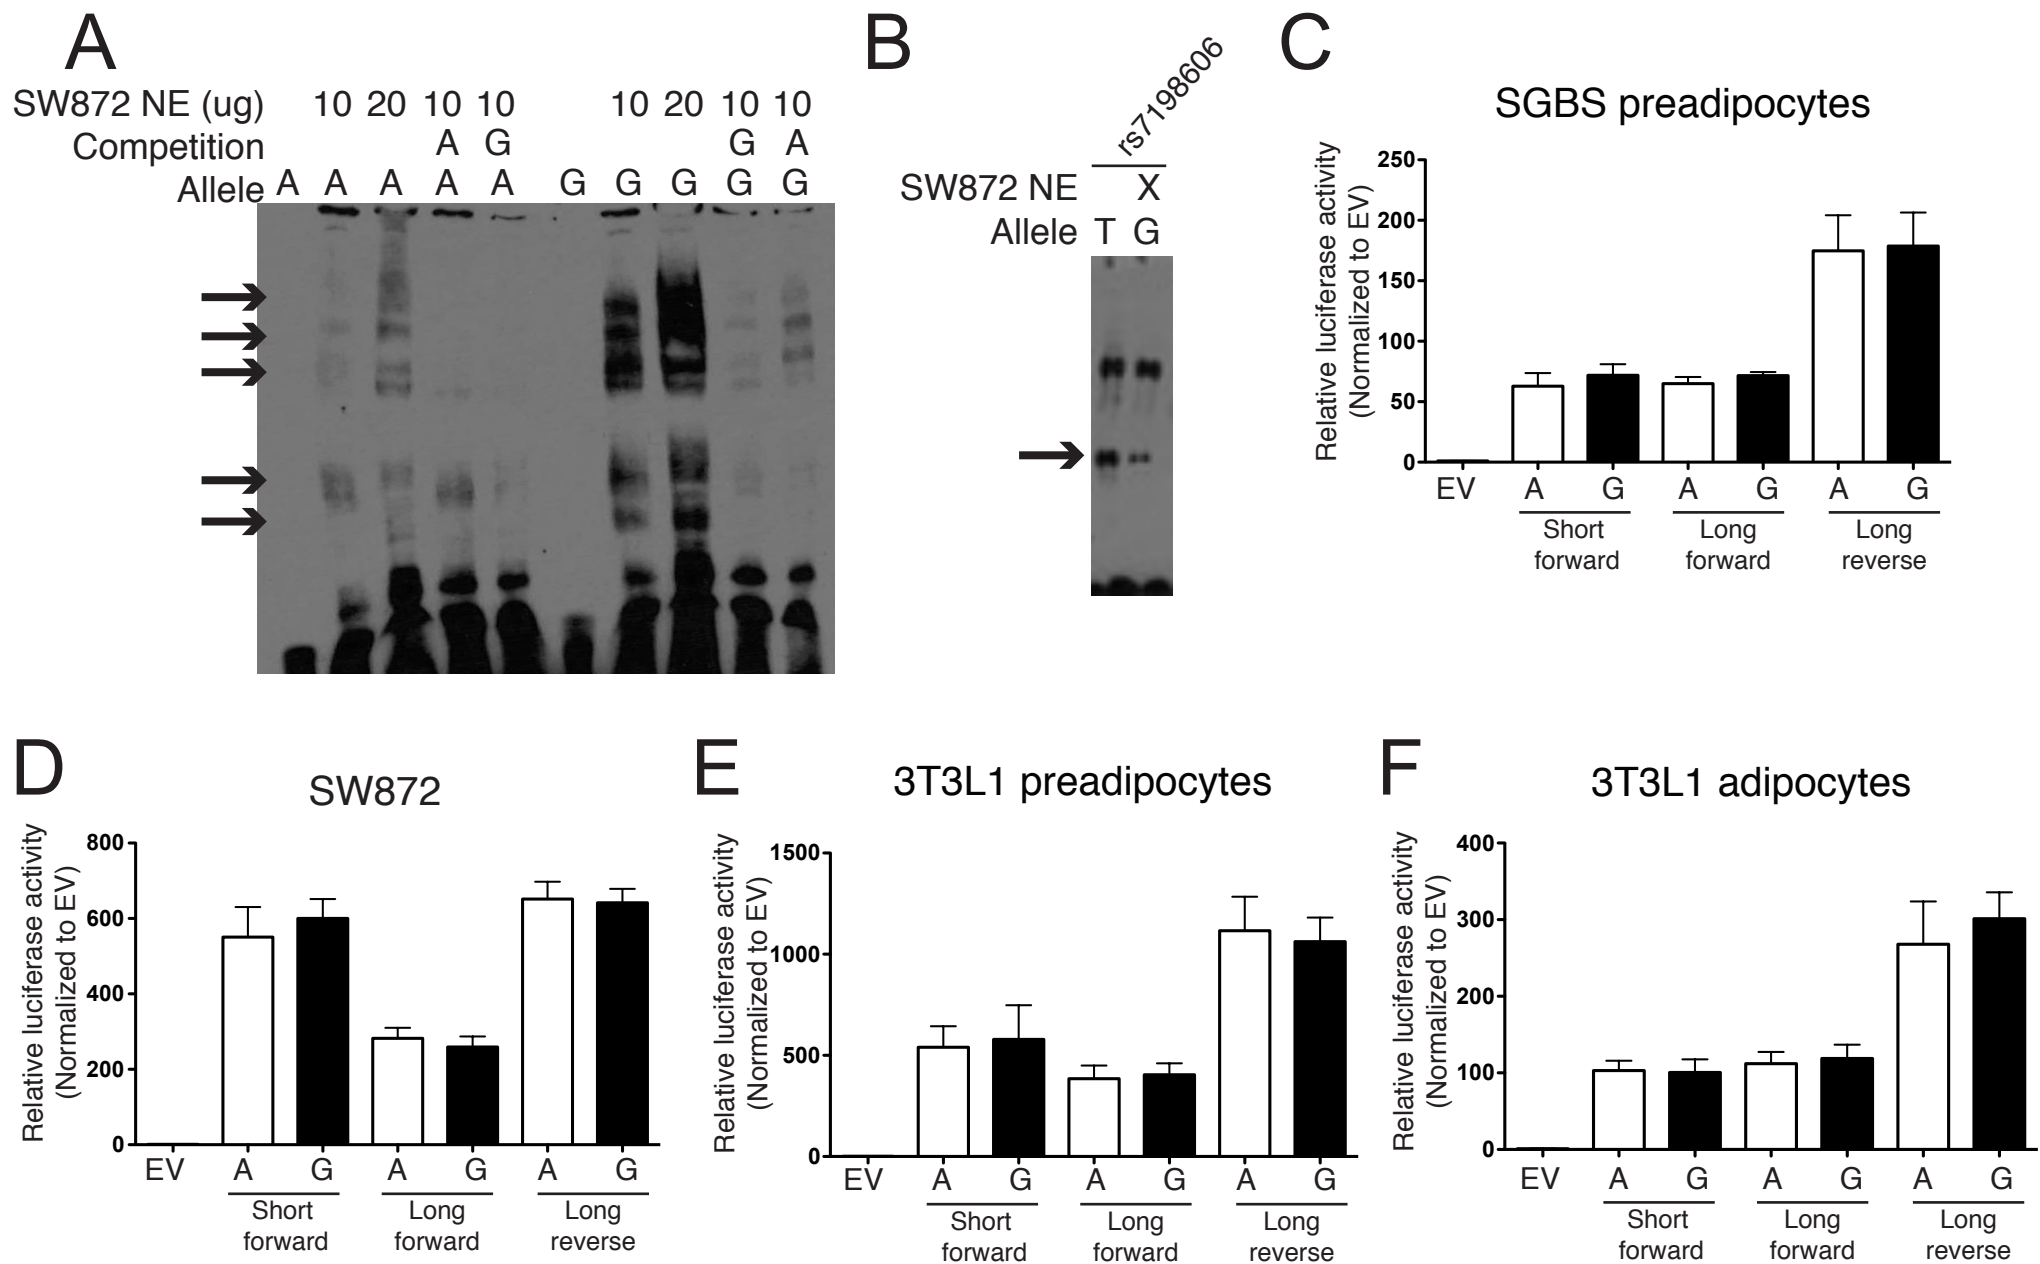 A
SW872 NE (ug) 10 20 10 10 10 20 10 10
Competition A G G A
Allele A A A A A G G G G G
B
rs7198606
SW872 NE X
Allele T G
C
SGBS preadipocytes
Relative luciferase activity
(Normalized to EV)
250
200
150
100
50
0
EV A G A G A G
Short Long Long
forward forward reverse
D
SW872
Relative luciferase activity
(Normalized to EV)
800
600
400
200
0
EV A G A G A G
Short Long Long
forward forward reverse
E
3T3L1 preadipocytes
Relative luciferase activity
(Normalized to EV)
1500
1000
500
0
EV A G A G A G
Short Long Long
forward forward reverse
F
3T3L1 adipocytes
Relative luciferase activity
(Normalized to EV)
400
300
200
100
0
EV A G A G A G
Short Long Long
forward forward reverse